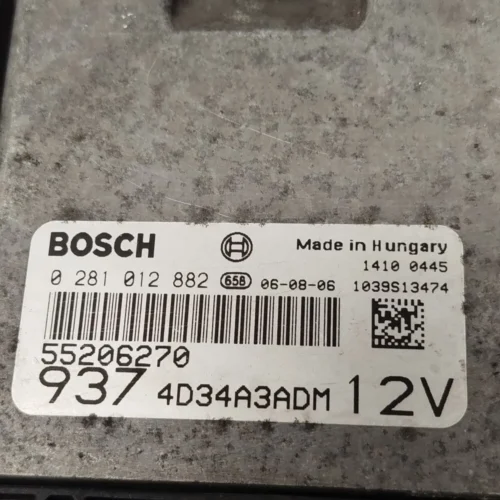 BOSCH Made in Hungary
1410 0445
0 281 012 882 658 06-08-06 1039S13474
55206270
937 4D34A3ADM 12V